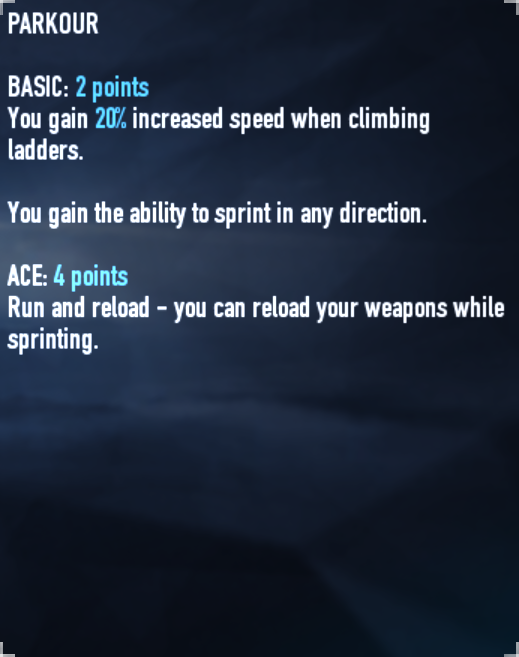 PARKOUR
BASIC: 2 points
You gain 20% increased speed when climbing
ladders.
You gain the ability to sprint in any direction.
ACE: 4 points
Run and reload - you can reload your weapons while
sprinting.